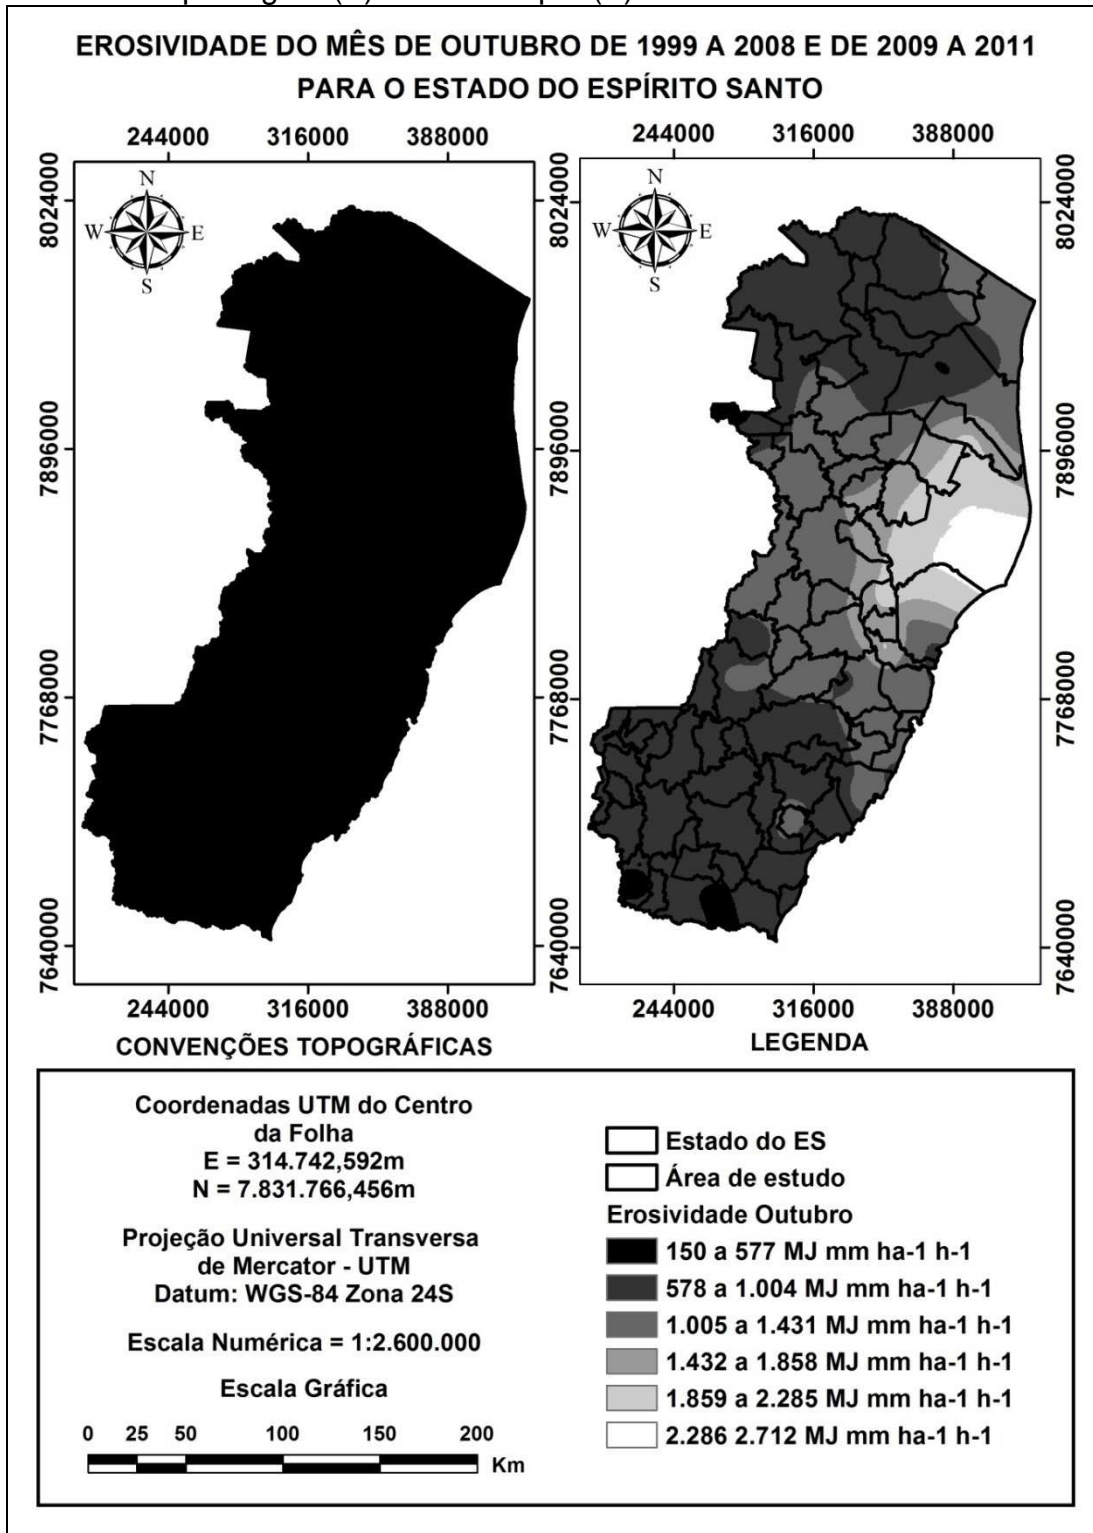 EROSIVIDADE DO MÊS DE OUTUBRO DE 1999 A 2008 E DE 2009 A 2011
PARA O ESTADO DO ESPÍRITO SANTO
244000 316000 388000
244000 316000 388000
8024000
7896000
7768000
7640000
N
W E
S
8024000
7896000
7768000
7640000
N
W E
S
8024000
7896000
7768000
7640000
244000 316000 388000
244000 316000 388000
CONVENÇÕES TOPOGRÁFICAS
LEGENDA
Coordenadas UTM do Centro
da Folha
E = 314.742,592m
N = 7.831.766,456m
Projeção Universal Transversa
de Mercator - UTM
Datum: WGS-84 Zona 24S
Escala Numérica = 1:2.600.000
Escala Gráfica
0 25 50 100 150 200
Km
Estado do ES
Área de estudo
Erosividade Outubro
150 a 577 MJ mm ha-1 h-1
578 a 1.004 MJ mm ha-1 h-1
1.005 a 1.431 MJ mm ha-1 h-1
1.432 a 1.858 MJ mm ha-1 h-1
1.859 a 2.285 MJ mm ha-1 h-1
2.286 2.712 MJ mm ha-1 h-1